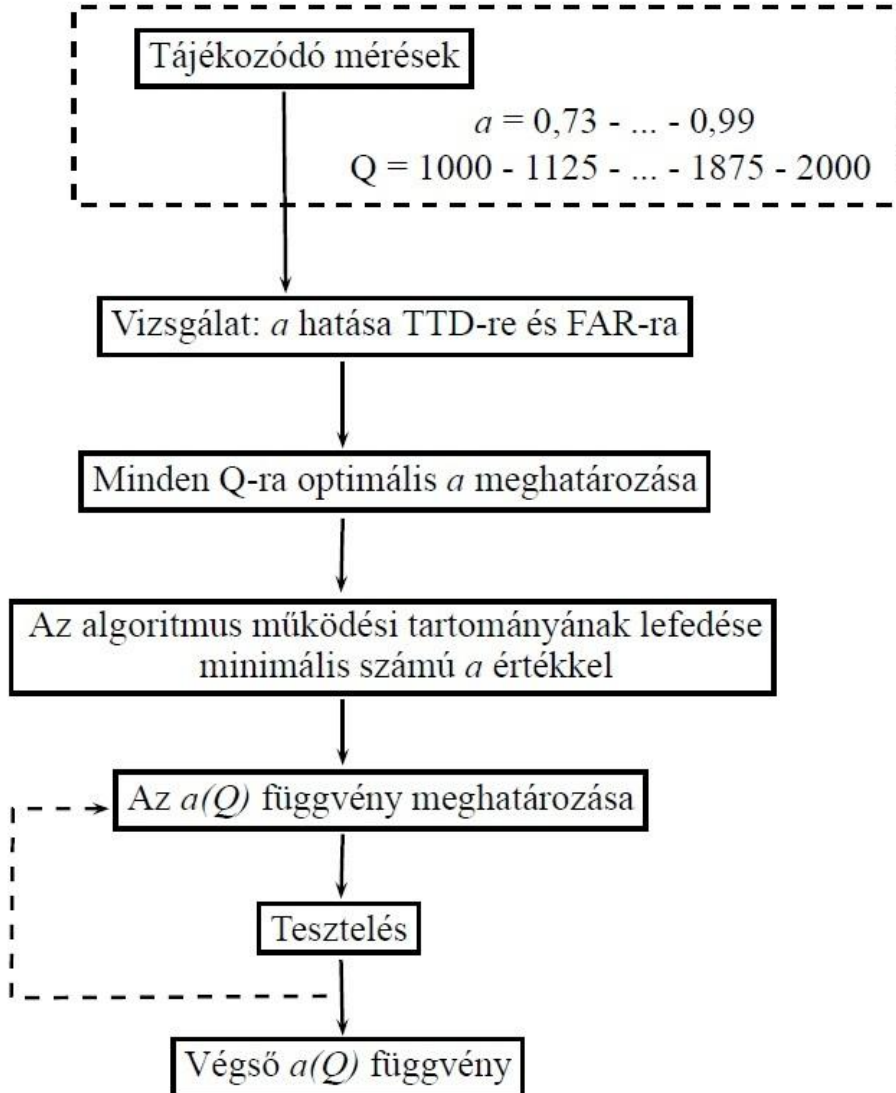 Tájékozódó mérések
a = 0,73 - ... - 0,99
Q = 1000 - 1125 - ... - 1875 - 2000
Vizsgálat: a hatása TTD-re és FAR-ra
Minden Q-ra optimális a meghatározása
Az algoritmus működési tartományának lefedése
minimális számú a értékkel
Az a(Q) függvény meghatározása
Tesztelés
Végső a(Q) függvény